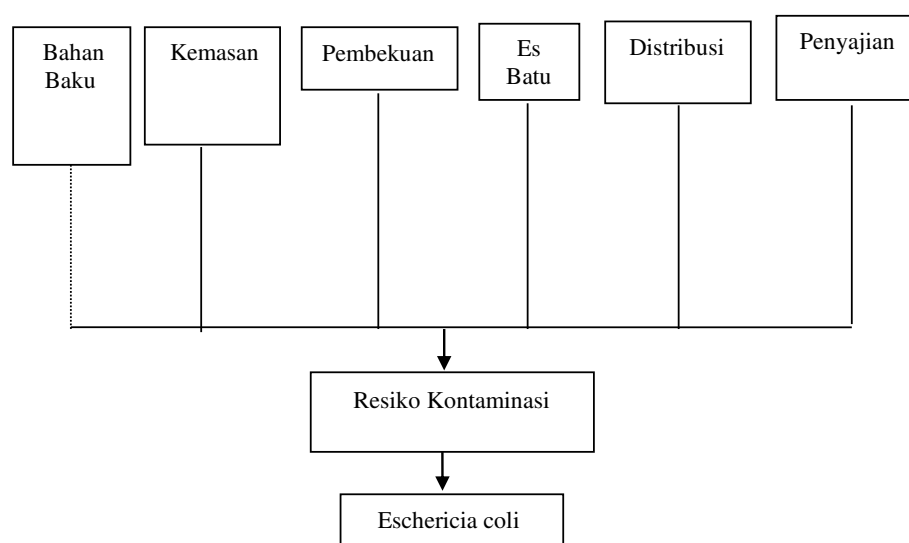 Bahan
Baku
Kemasan
Pembekuan
Es
Batu
Distribusi
Penyajian
Resiko Kontaminasi
Eschericia coli